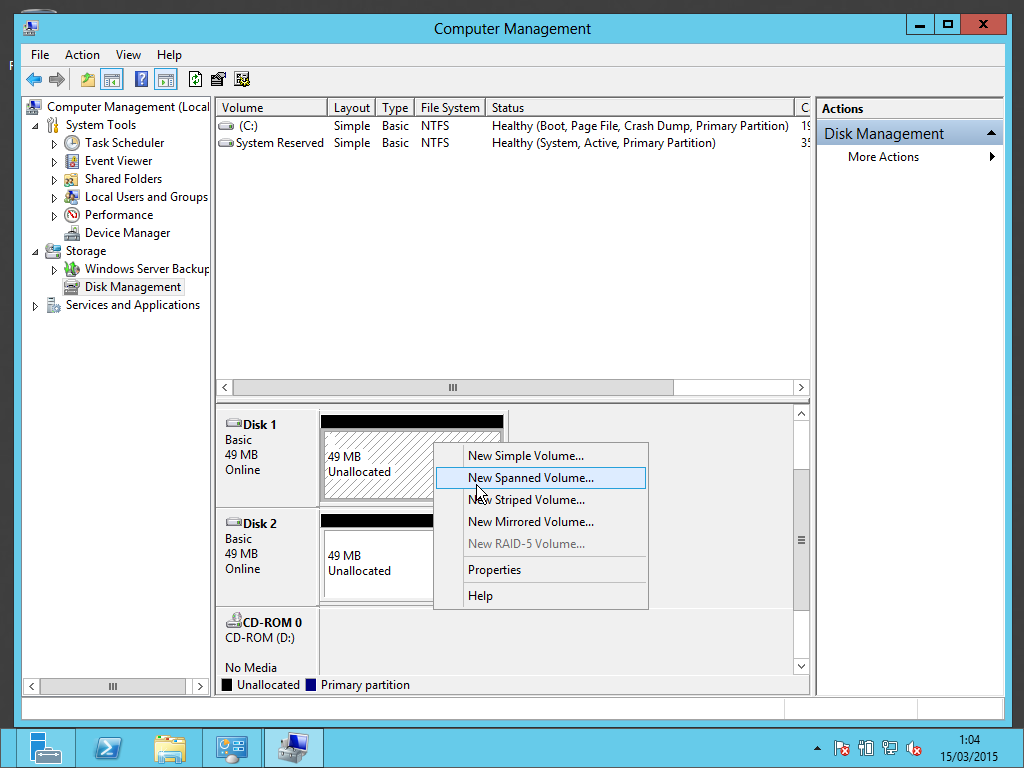 Computer Management
File Action View Help
Computer Management (Local
System Tools
Task Scheduler
Event Viewer
Shared Folders
Local Users and Groups
Performance
Device Manager
Storage
Windows Server Backup
Disk Management
Services and Applications
Volume Layout Type File System Status C
(C:) Simple Basic NTFS Healthy (Boot, Page File, Crash Dump, Primary Partition) 19
System Reserved Simple Basic NTFS Healthy (System, Active, Primary Partition) 35
Actions
Disk Management
More Actions
Disk 1
Basic
49 MB
Online
49 MB
Unallocated
Disk 2
Basic
49 MB
Online
49 MB
Unallocated
CD-ROM 0
CD-ROM (D:)
No Media
New Simple Volume...
New Spanned Volume...
New Striped Volume...
New Mirrored Volume...
New RAID-5 Volume...
Properties
Help
Unallocated Primary partition
1:04
15/03/2015